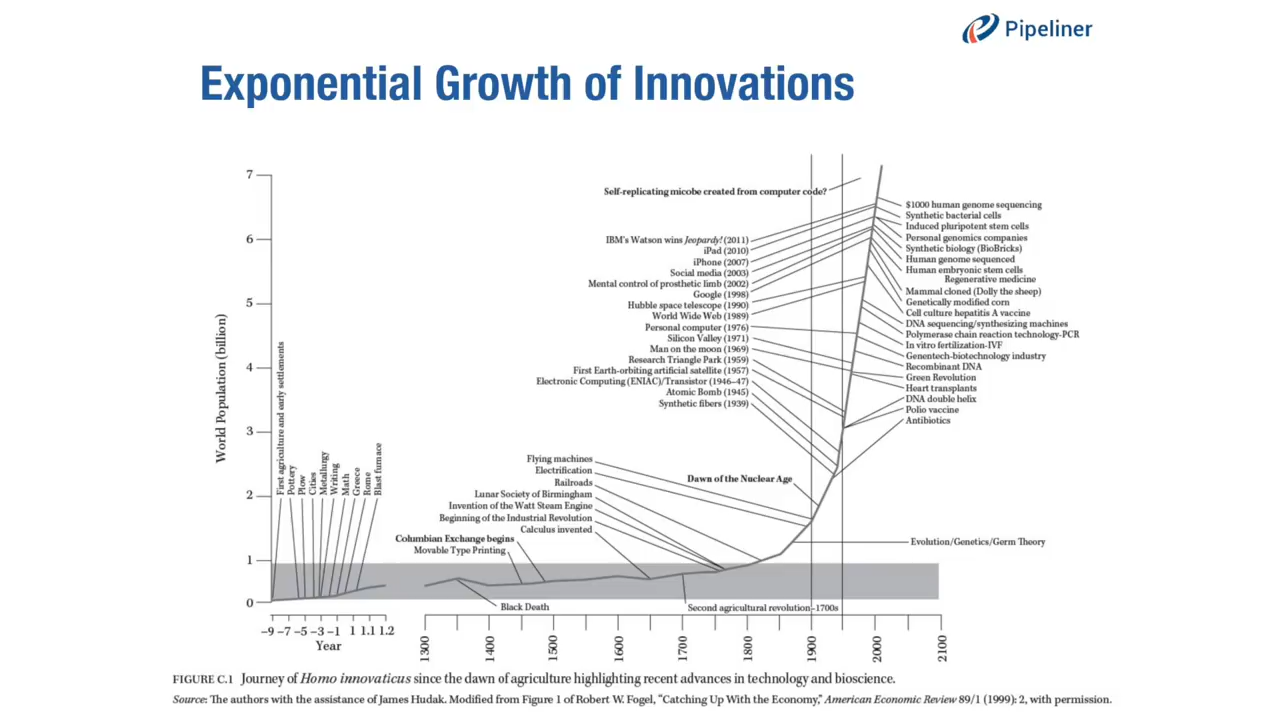 Pipeliner
Exponential Growth of Innovations
7
6
5
4
3
2
1
0
World Population (billion)
First agriculture and early settlements
Pottery
Plow
Cities
Metallurgy
Writing
Math
Greece
Rome
Blast furnace
Self-replicating micobe created from computer code?
IBM's Watson wins Jeopardy! (2011)
iPad (2010)
iPhone (2007)
Social media (2003)
Mental control of prosthetic limb (2002)
Google (1998)
Hubble space telescope (1990)
World Wide Web (1989)
Personal computer (1976)
Silicon Valley (1971)
Man on the moon (1969)
Research Triangle Park (1959)
First Earth-orbiting artificial satellite (1957)
Electronic Computing (ENIAC)/Transistor (1946–47)
Atomic Bomb (1945)
Synthetic fibers (1939)
Flying machines
Electrification
Railroads
Lunar Society of Birmingham
Invention of the Watt Steam Engine
Beginning of the Industrial Revolution
Calculus invented
Columbian Exchange begins
Movable Type Printing
Dawn of the Nuclear Age
$1000 human genome sequencing
Synthetic bacterial cells
Induced pluripotent stem cells
Personal genomics companies
Synthetic biology (BioBricks)
Human genome sequenced
Human embryonic stem cells
Regenerative medicine
Mammal cloned (Dolly the sheep)
Genetically modified corn
Cell culture hepatitis A vaccine
DNA sequencing/synthesizing machines
Polymerase chain reaction technology-PCR
In vitro fertilization-IVF
Genentech-biotechnology industry
Recombinant DNA
Green Revolution
Heart transplants
DNA double helix
Polio vaccine
Antibiotics
Evolution/Genetics/Germ Theory
Black Death
Second agricultural revolution–1700s
−9 −7 −5 −3 −1 1 1.1 1.2
Year
1300 1400 1500 1600 1700 1800 1900 2000 2100
FIGURE C.1 Journey of Homo innovaticus since the dawn of agriculture highlighting recent advances in technology and bioscience.
Source: The authors with the assistance of James Hudak. Modified from Figure 1 of Robert W. Fogel, "Catching Up With the Economy," American Economic Review 89/1 (1999): 2, with permission.